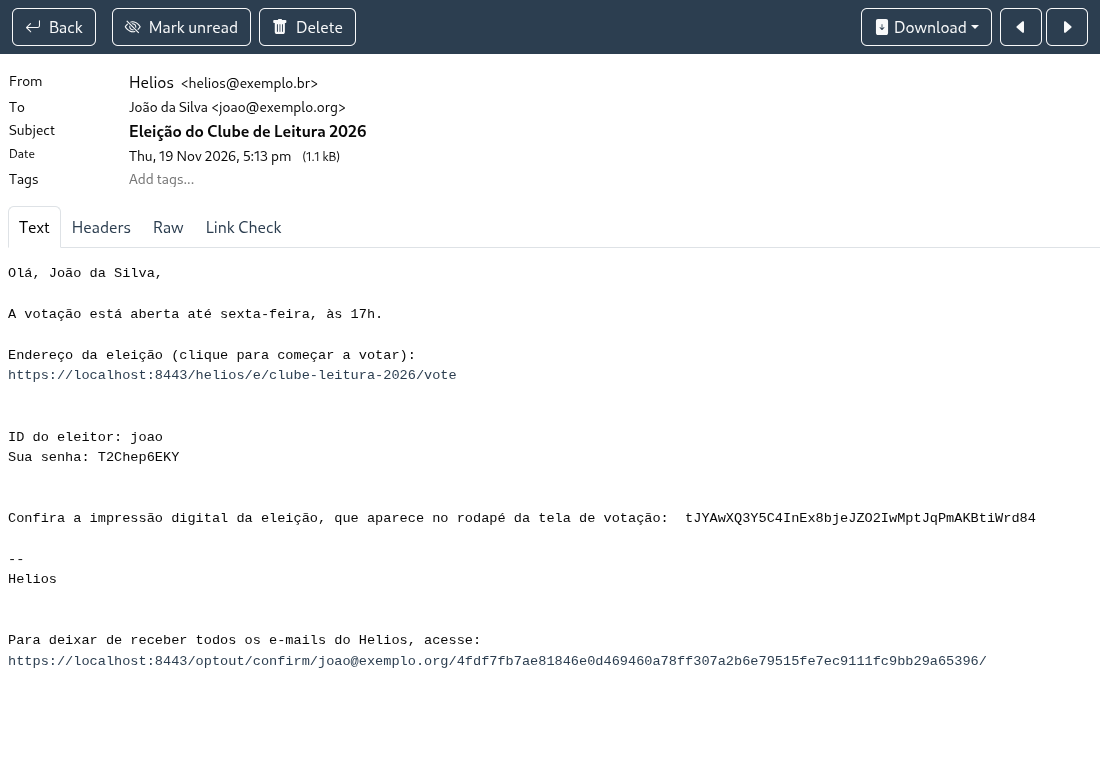 Back
Mark unread
Delete
Download
From Helios <helios@exemplo.br>
To João da Silva <joao@exemplo.org>
Subject Eleição do Clube de Leitura 2026
Date Thu, 19 Nov 2026, 5:13 pm (1.1 kB)
Tags Add tags...
Text Headers Raw Link Check
Olá, João da Silva,
A votação está aberta até sexta-feira, às 17h.
Endereço da eleição (clique para começar a votar):
https://localhost:8443/helios/e/clube-leitura-2026/vote
ID do eleitor: joao
Sua senha: T2Chep6EKY
Confira a impressão digital da eleição, que aparece no rodapé da tela de votação:  tJYAwXQ3Y5C4InEx8bjeJZO2IwMptJqPmAKBtiWrd84
--
Helios
Para deixar de receber todos os e-mails do Helios, acesse:
https://localhost:8443/optout/confirm/joao@exemplo.org/4fdf7fb7ae81846e0d469460a78ff307a2b6e79515fe7ec9111fc9bb29a65396/